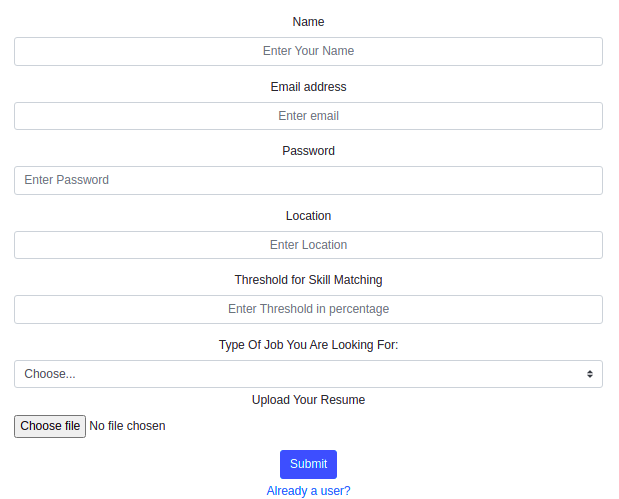 Name
Enter Your Name
Email address
Enter email
Password
Enter Password
Location
Enter Location
Threshold for Skill Matching
Enter Threshold in percentage
Type Of Job You Are Looking For:
Choose...
Upload Your Resume
Choose file No file chosen
Submit
Already a user?